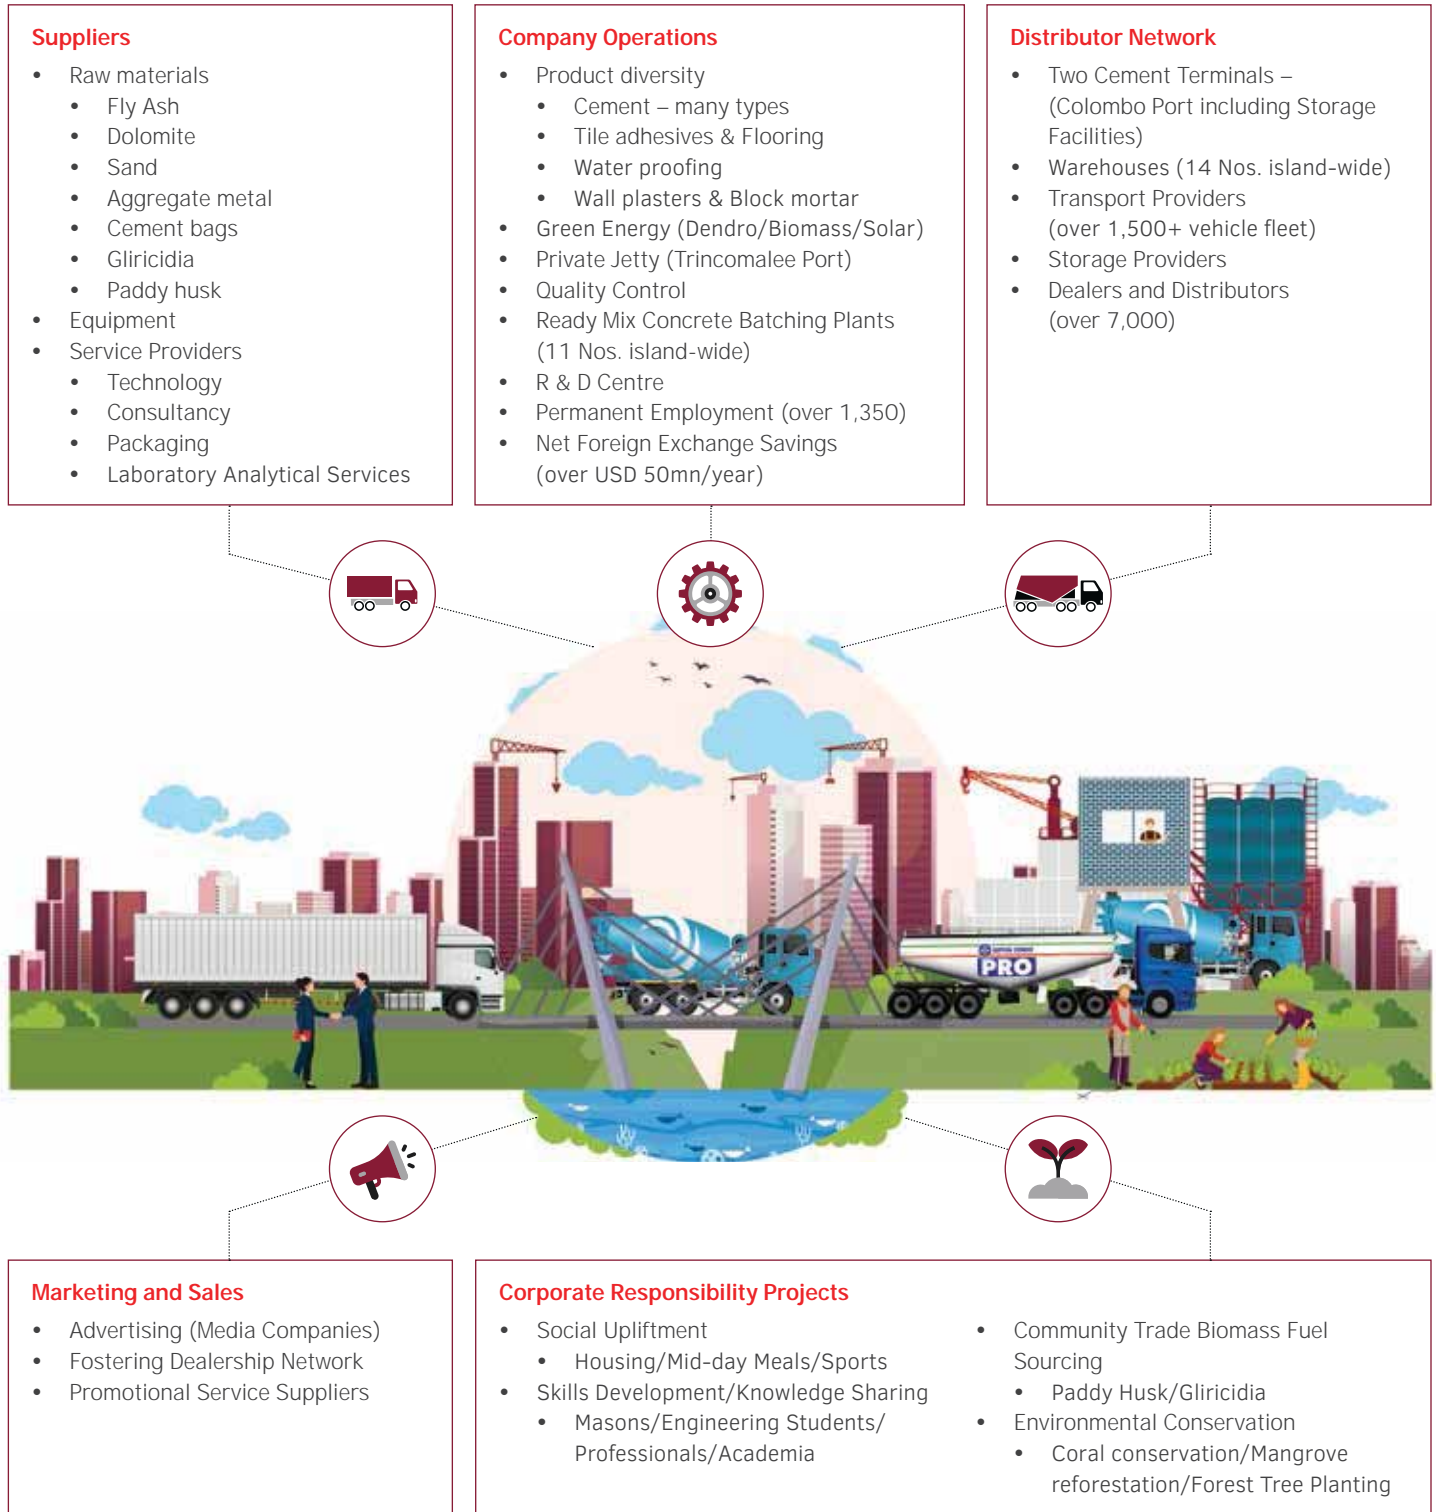 Suppliers
• Raw materials
• Fly Ash
• Dolomite
• Sand
• Aggregate metal
• Cement bags
• Gliricidia
• Paddy husk
• Equipment
• Service Providers
• Technology
• Consultancy
• Packaging
• Laboratory Analytical Services
Company Operations
• Product diversity
• Cement – many types
• Tile adhesives & Flooring
• Water proofing
• Wall plasters & Block mortar
• Green Energy (Dendro/Biomass/Solar)
• Private Jetty (Trincomalee Port)
• Quality Control
• Ready Mix Concrete Batching Plants
(11 Nos. island-wide)
• R & D Centre
• Permanent Employment (over 1,350)
• Net Foreign Exchange Savings
(over USD 50mn/year)
Distributor Network
• Two Cement Terminals –
(Colombo Port including Storage
Facilities)
• Warehouses (14 Nos. island-wide)
• Transport Providers
(over 1,500+ vehicle fleet)
• Storage Providers
• Dealers and Distributors
(over 7,000)
PRO
Marketing and Sales
• Advertising (Media Companies)
• Fostering Dealership Network
• Promotional Service Suppliers
Corporate Responsibility Projects
• Social Upliftment
• Housing/Mid-day Meals/Sports
• Skills Development/Knowledge Sharing
• Masons/Engineering Students/
Professionals/Academia
• Community Trade Biomass Fuel
Sourcing
• Paddy Husk/Gliricidia
• Environmental Conservation
• Coral conservation/Mangrove
reforestation/Forest Tree Planting